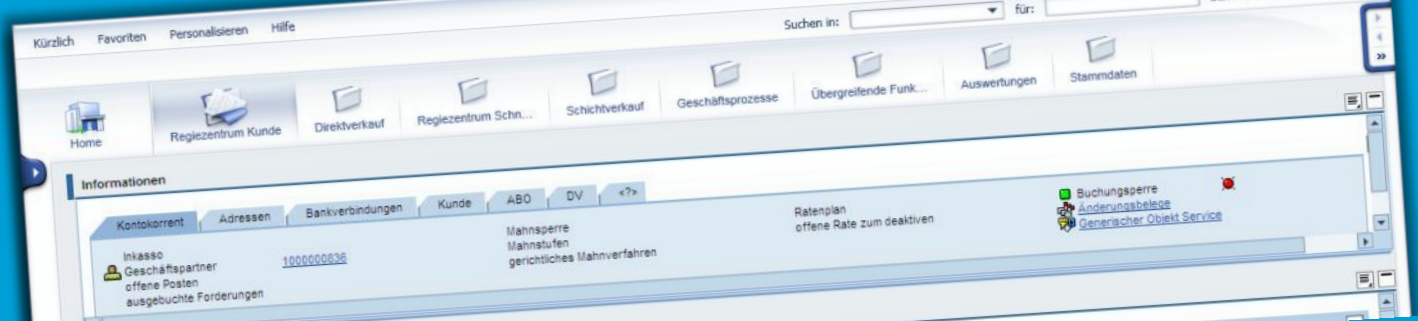 Kürzlich Favoriten Personalisieren Hilfe Suchen in: für:
Home Regiezentrum Kunde Direktverkauf Regiezentrum Schn... Schichtverkauf Geschäftsprozesse Übergreifende Funk... Auswertungen Stammdaten
Informationen
Kontokorrent Adressen Bankverbindungen Kunde ABO DV <?>
Inkasso Mahnsperre Ratenplan Buchungsperre
Geschäftspartner 1000000836 Mahnstufen offene Rate zum deaktiven Änderungsbelege
offene Posten gerichtliches Mahnverfahren Generischer Objekt Service
ausgebuchte Forderungen